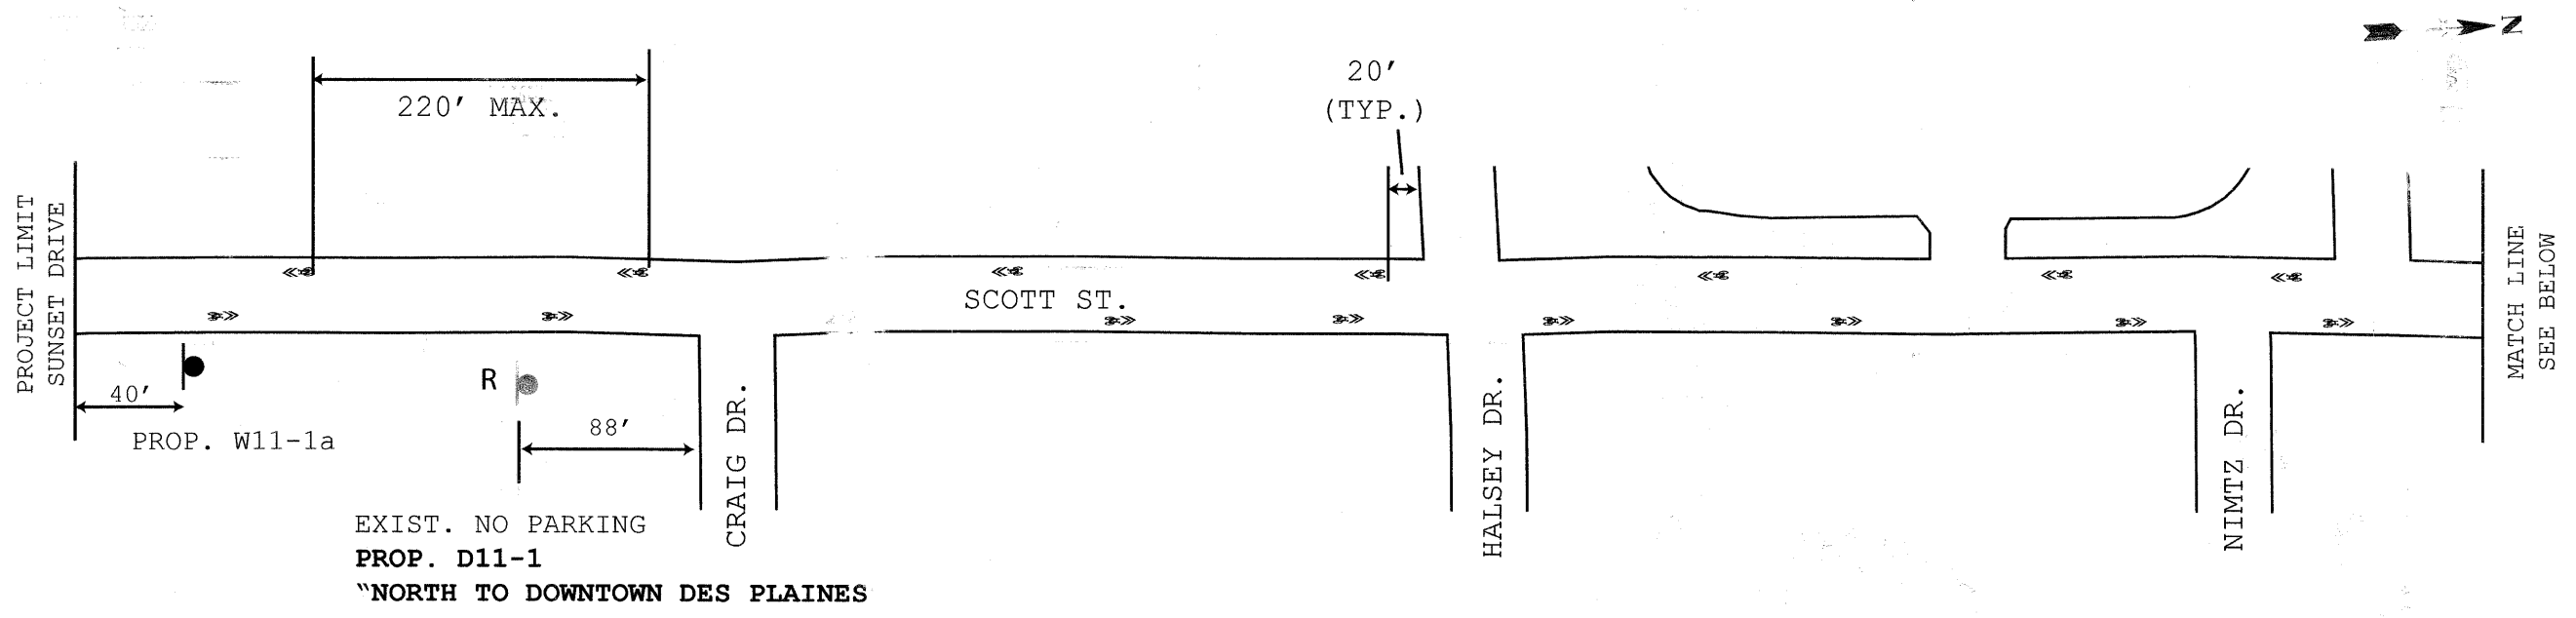 N
220' MAX.
20'
(TYP.)
PROJECT LIMIT
SUNSET DRIVE
SCOTT ST.
MATCH LINE
SEE BELOW
40'
PROP. W11-1a
R
88'
CRAIG DR.
HALSEY DR.
NIMTZ DR.
EXIST. NO PARKING
PROP. D11-1
"NORTH TO DOWNTOWN DES PLAINES